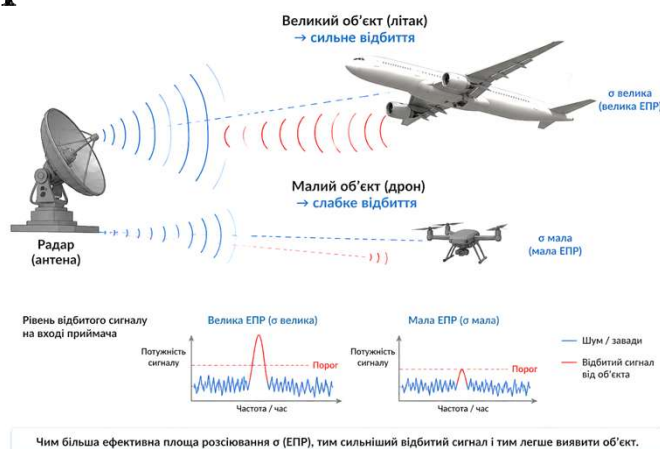 Великий об’єкт (літак)
→ сильне відбиття
σ велика
(велика ЕПР)
Малий об’єкт (дрон)
→ слабке відбиття
Радар
(антена)
σ мала
(мала ЕПР)
Рівень відбитого сигналу
на вході приймача
Велика ЕПР (σ велика)
Потужність
сигналу
Порог
Частота / час
Мала ЕПР (σ мала)
Потужність
сигналу
Порог
Частота / час
Шум / завади
Відбитий сигнал
від об’єкта
Чим більша ефективна площа розсіювання σ (ЕПР), тим сильніший відбитий сигнал і тим легше виявити об’єкт.